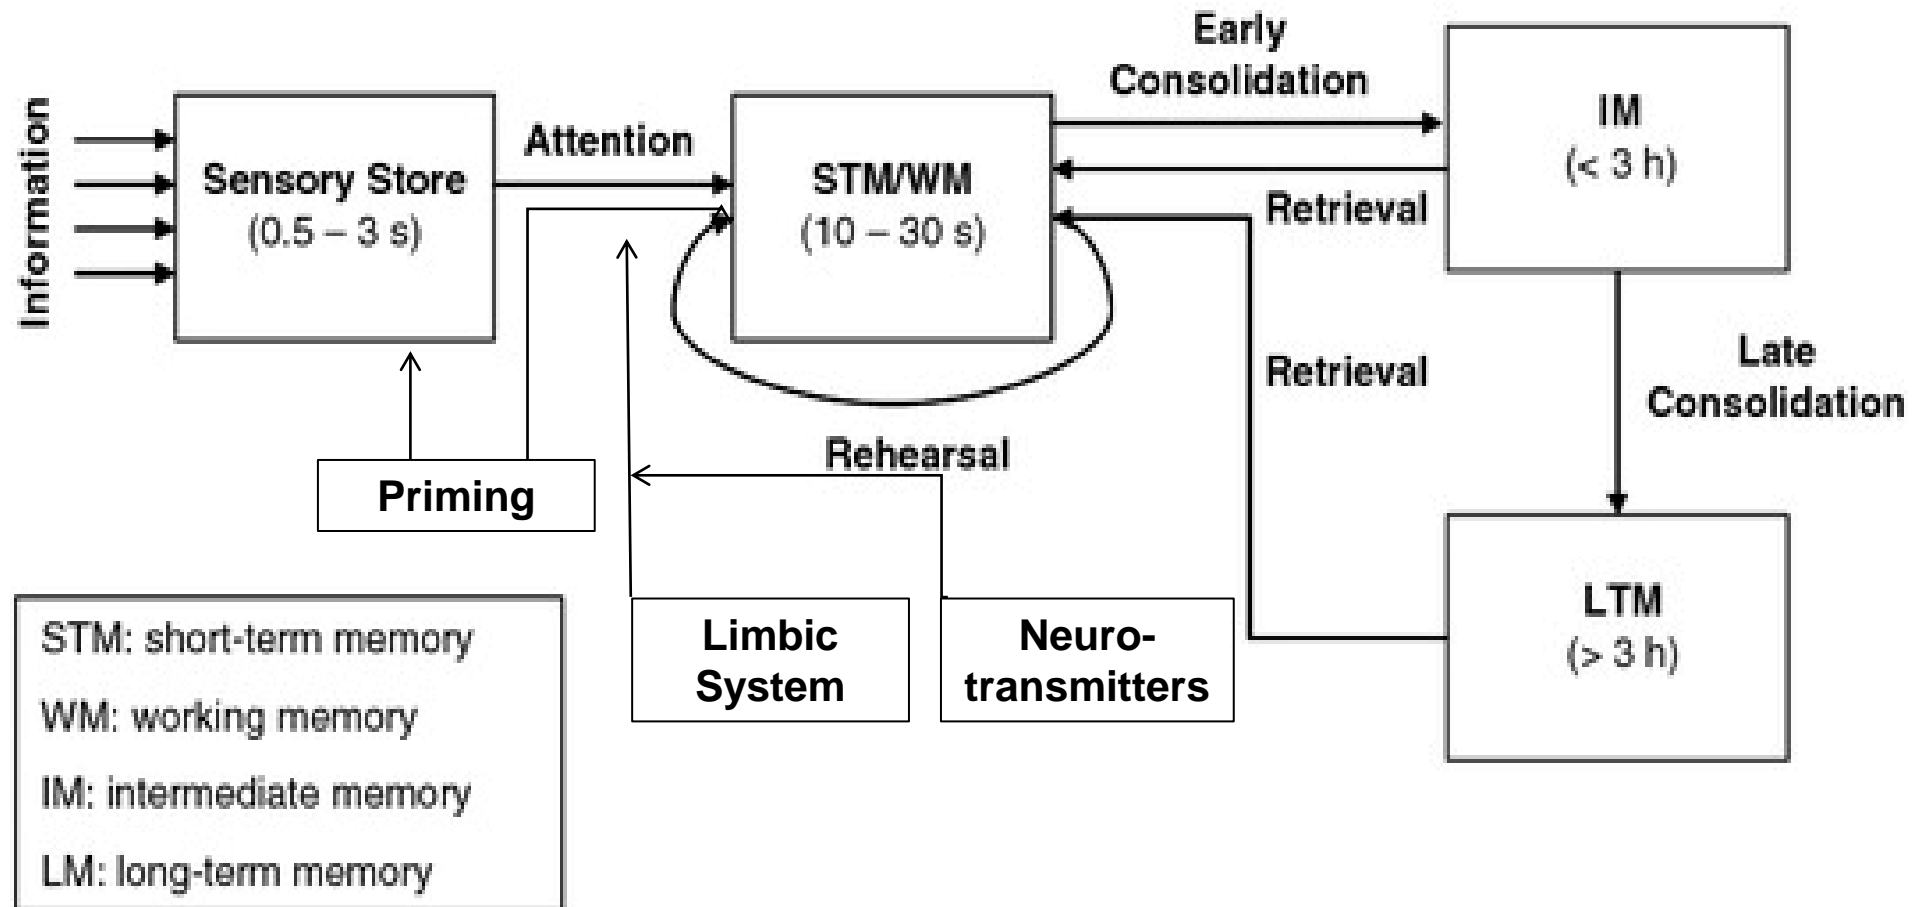 Information
Sensory Store
(0.5 – 3 s)
Attention
STM/WM
(10 – 30 s)
Early
Consolidation
IM
(< 3 h)
Retrieval
Retrieval
Late
Consolidation
Rehearsal
Priming
Limbic
System
Neuro-
transmitters
LTM
(> 3 h)
STM: short-term memory
WM: working memory
IM: intermediate memory
LM: long-term memory